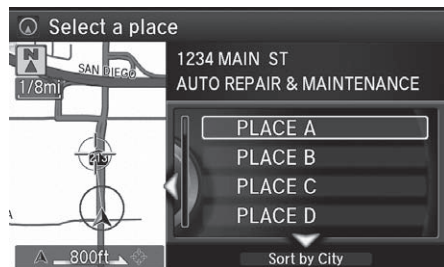 Select a place
N
SAN DIEGO
1/8mi
213
A
800ft
1234 MAIN ST
AUTO REPAIR & MAINTENANCE
PLACE A
PLACE B
PLACE C
PLACE D
Sort by City